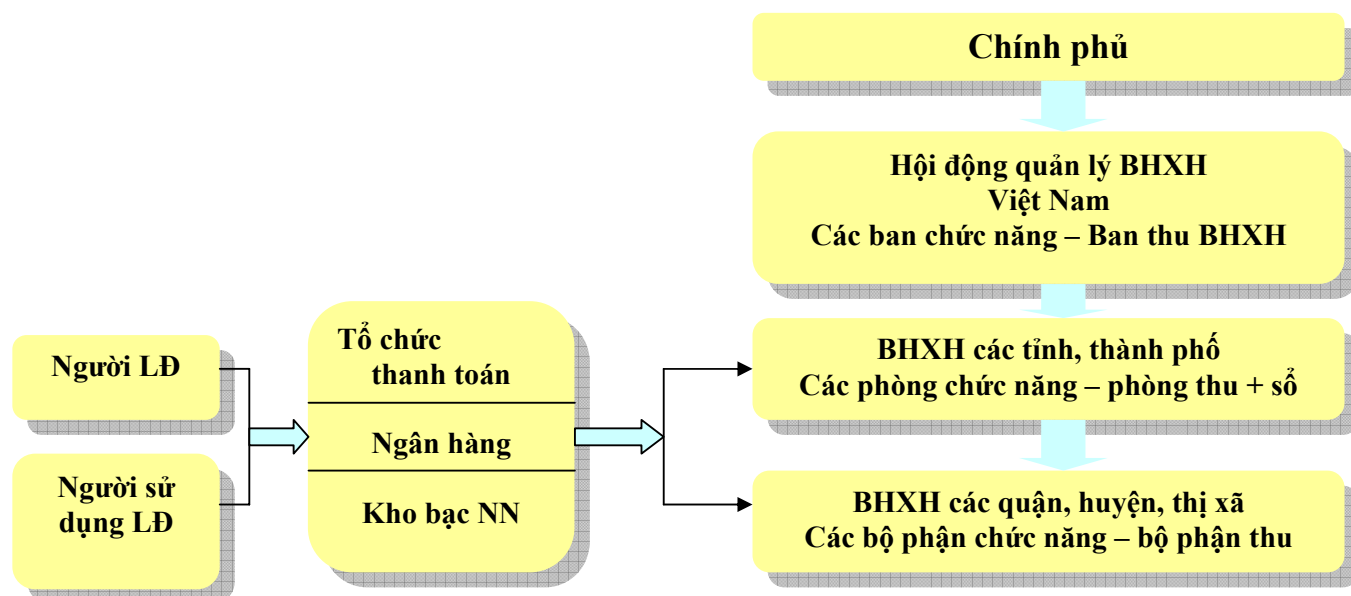 Chính phủ
Hội động quản lý BHXH
Việt Nam
Các ban chức năng – Ban thu BHXH
Người LĐ
Người sử
dụng LĐ
Tổ chức
thanh toán
Ngân hàng
Kho bạc NN
BHXH các tỉnh, thành phố
Các phòng chức năng – phòng thu + sổ
BHXH các quận, huyện, thị xã
Các bộ phận chức năng – bộ phận thu